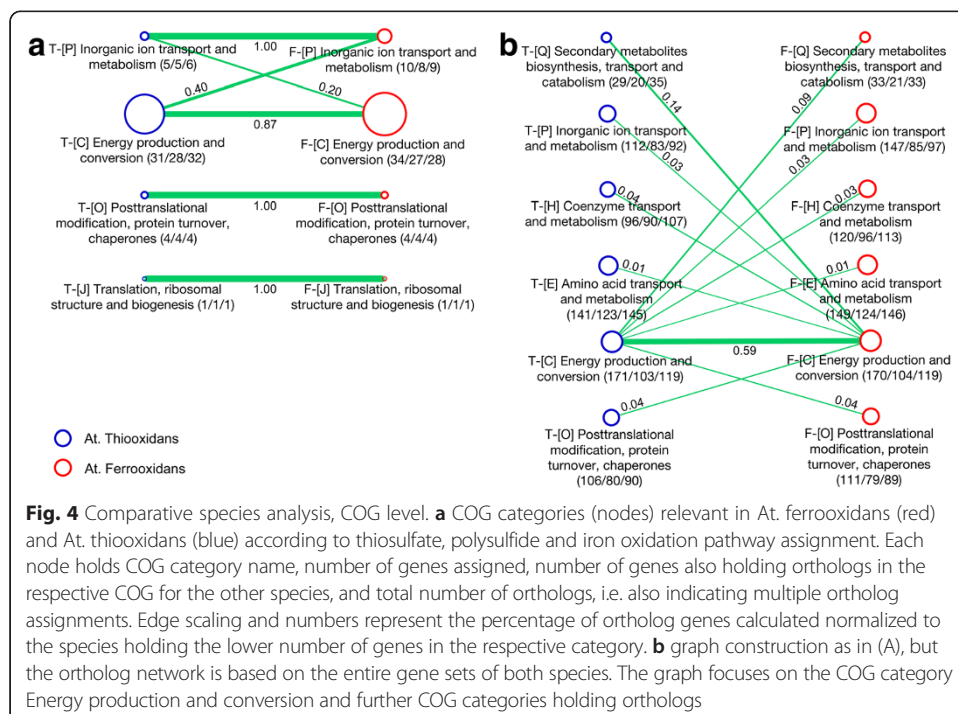 a
T-[P] Inorganic ion transport and
metabolism (5/5/6)
1.00
F-[P] Inorganic ion transport and
metabolism (10/8/9)
0.40
0.20
0.87
T-[C] Energy production and
conversion (31/28/32)
F-[C] Energy production and
conversion (34/27/28)
T-[O] Posttranslational
modification, protein turnover,
chaperones (4/4/4)
1.00
F-[O] Posttranslational
modification, protein turnover,
chaperones (4/4/4)
T-[J] Translation, ribosomal
structure and biogenesis (1/1/1)
1.00
F-[J] Translation, ribosomal
structure and biogenesis (1/1/1)
At. Thiooxidans
At. Ferrooxidans
b
T-[Q] Secondary metabolites
biosynthesis, transport and
catabolism (29/20/35)
F-[Q] Secondary metabolites
biosynthesis, transport and
catabolism (33/21/33)
0.14
0.09
T-[P] Inorganic ion transport
and metabolism (112/83/92)
F-[P] Inorganic ion transport
and metabolism (147/85/97)
0.03
0.03
T-[H] Coenzyme transport
and metabolism (96/90/107)
0.04
F-[H] Coenzyme transport
and metabolism
(120/96/113)
0.03
T-[E] Amino acid transport
and metabolism
(141/123/145)
0.01
F-[E] Amino acid transport
and metabolism
(149/124/146)
0.01
T-[C] Energy production and
conversion (171/103/119)
0.59
F-[C] Energy production and
conversion (170/104/119)
T-[O] Posttranslational
modification, protein
turnover, chaperones
(106/80/90)
0.04
F-[O] Posttranslational
modification, protein
turnover, chaperones
(111/79/89)
0.04
Fig. 4 Comparative species analysis, COG level. a COG categories (nodes) relevant in At. ferrooxidans (red)
and At. thiooxidans (blue) according to thiosulfate, polysulfide and iron oxidation pathway assignment. Each
node holds COG category name, number of genes assigned, number of genes also holding orthologs in the
respective COG for the other species, and total number of orthologs, i.e. also indicating multiple ortholog
assignments. Edge scaling and numbers represent the percentage of ortholog genes calculated normalized to
the species holding the lower number of genes in the respective category. b graph construction as in (A), but
the ortholog network is based on the entire gene sets of both species. The graph focuses on the COG category
Energy production and conversion and further COG categories holding orthologs